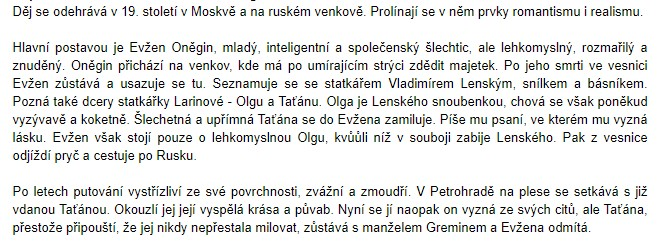 Děj se odehrává v 19. století v Moskvě a na ruském venkově. Prolínají se v něm prvky romantismu i realismu.
Hlavní postavou je Evžen Oněgin, mladý, inteligentní a společenský šlechtic, ale lehkomyslný, rozmařilý a
znuděný. Oněgin přichází na venkov, kde má po umírajícím strýci zdědit majetek. Po jeho smrti ve vesnici
Evžen zůstává a usazuje se tu. Seznamuje se se statkářem Vladimírem Lenským, snílkem a básníkem.
Pozná také dcery statkářky Larinové - Olgu a Taťánu. Olga je Lenského snoubenkou, chová se však poněkud
vyzývavě a koketně. Šlechetná a upřímná Taťána se do Evžena zamiluje. Píše mu psaní, ve kterém mu vyzná
lásku. Evžen však stojí pouze o lehkomyslnou Olgu, kvůůli níž v souboji zabije Lenského. Pak z vesnice
odjíždí pryč a cestuje po Rusku.
Po letech putování vystřízliví ze své povrchnosti, zvážní a zmoudří. V Petrohradě na plese se setkává s již
vdanou Taťánou. Okouzlí jej její vyspělá krása a půvab. Nyní se jí naopak on vyzná ze svých citů, ale Taťána,
přestože připouští, že jej nikdy nepřestala milovat, zůstává s manželem Greminem a Evžena odmítá.